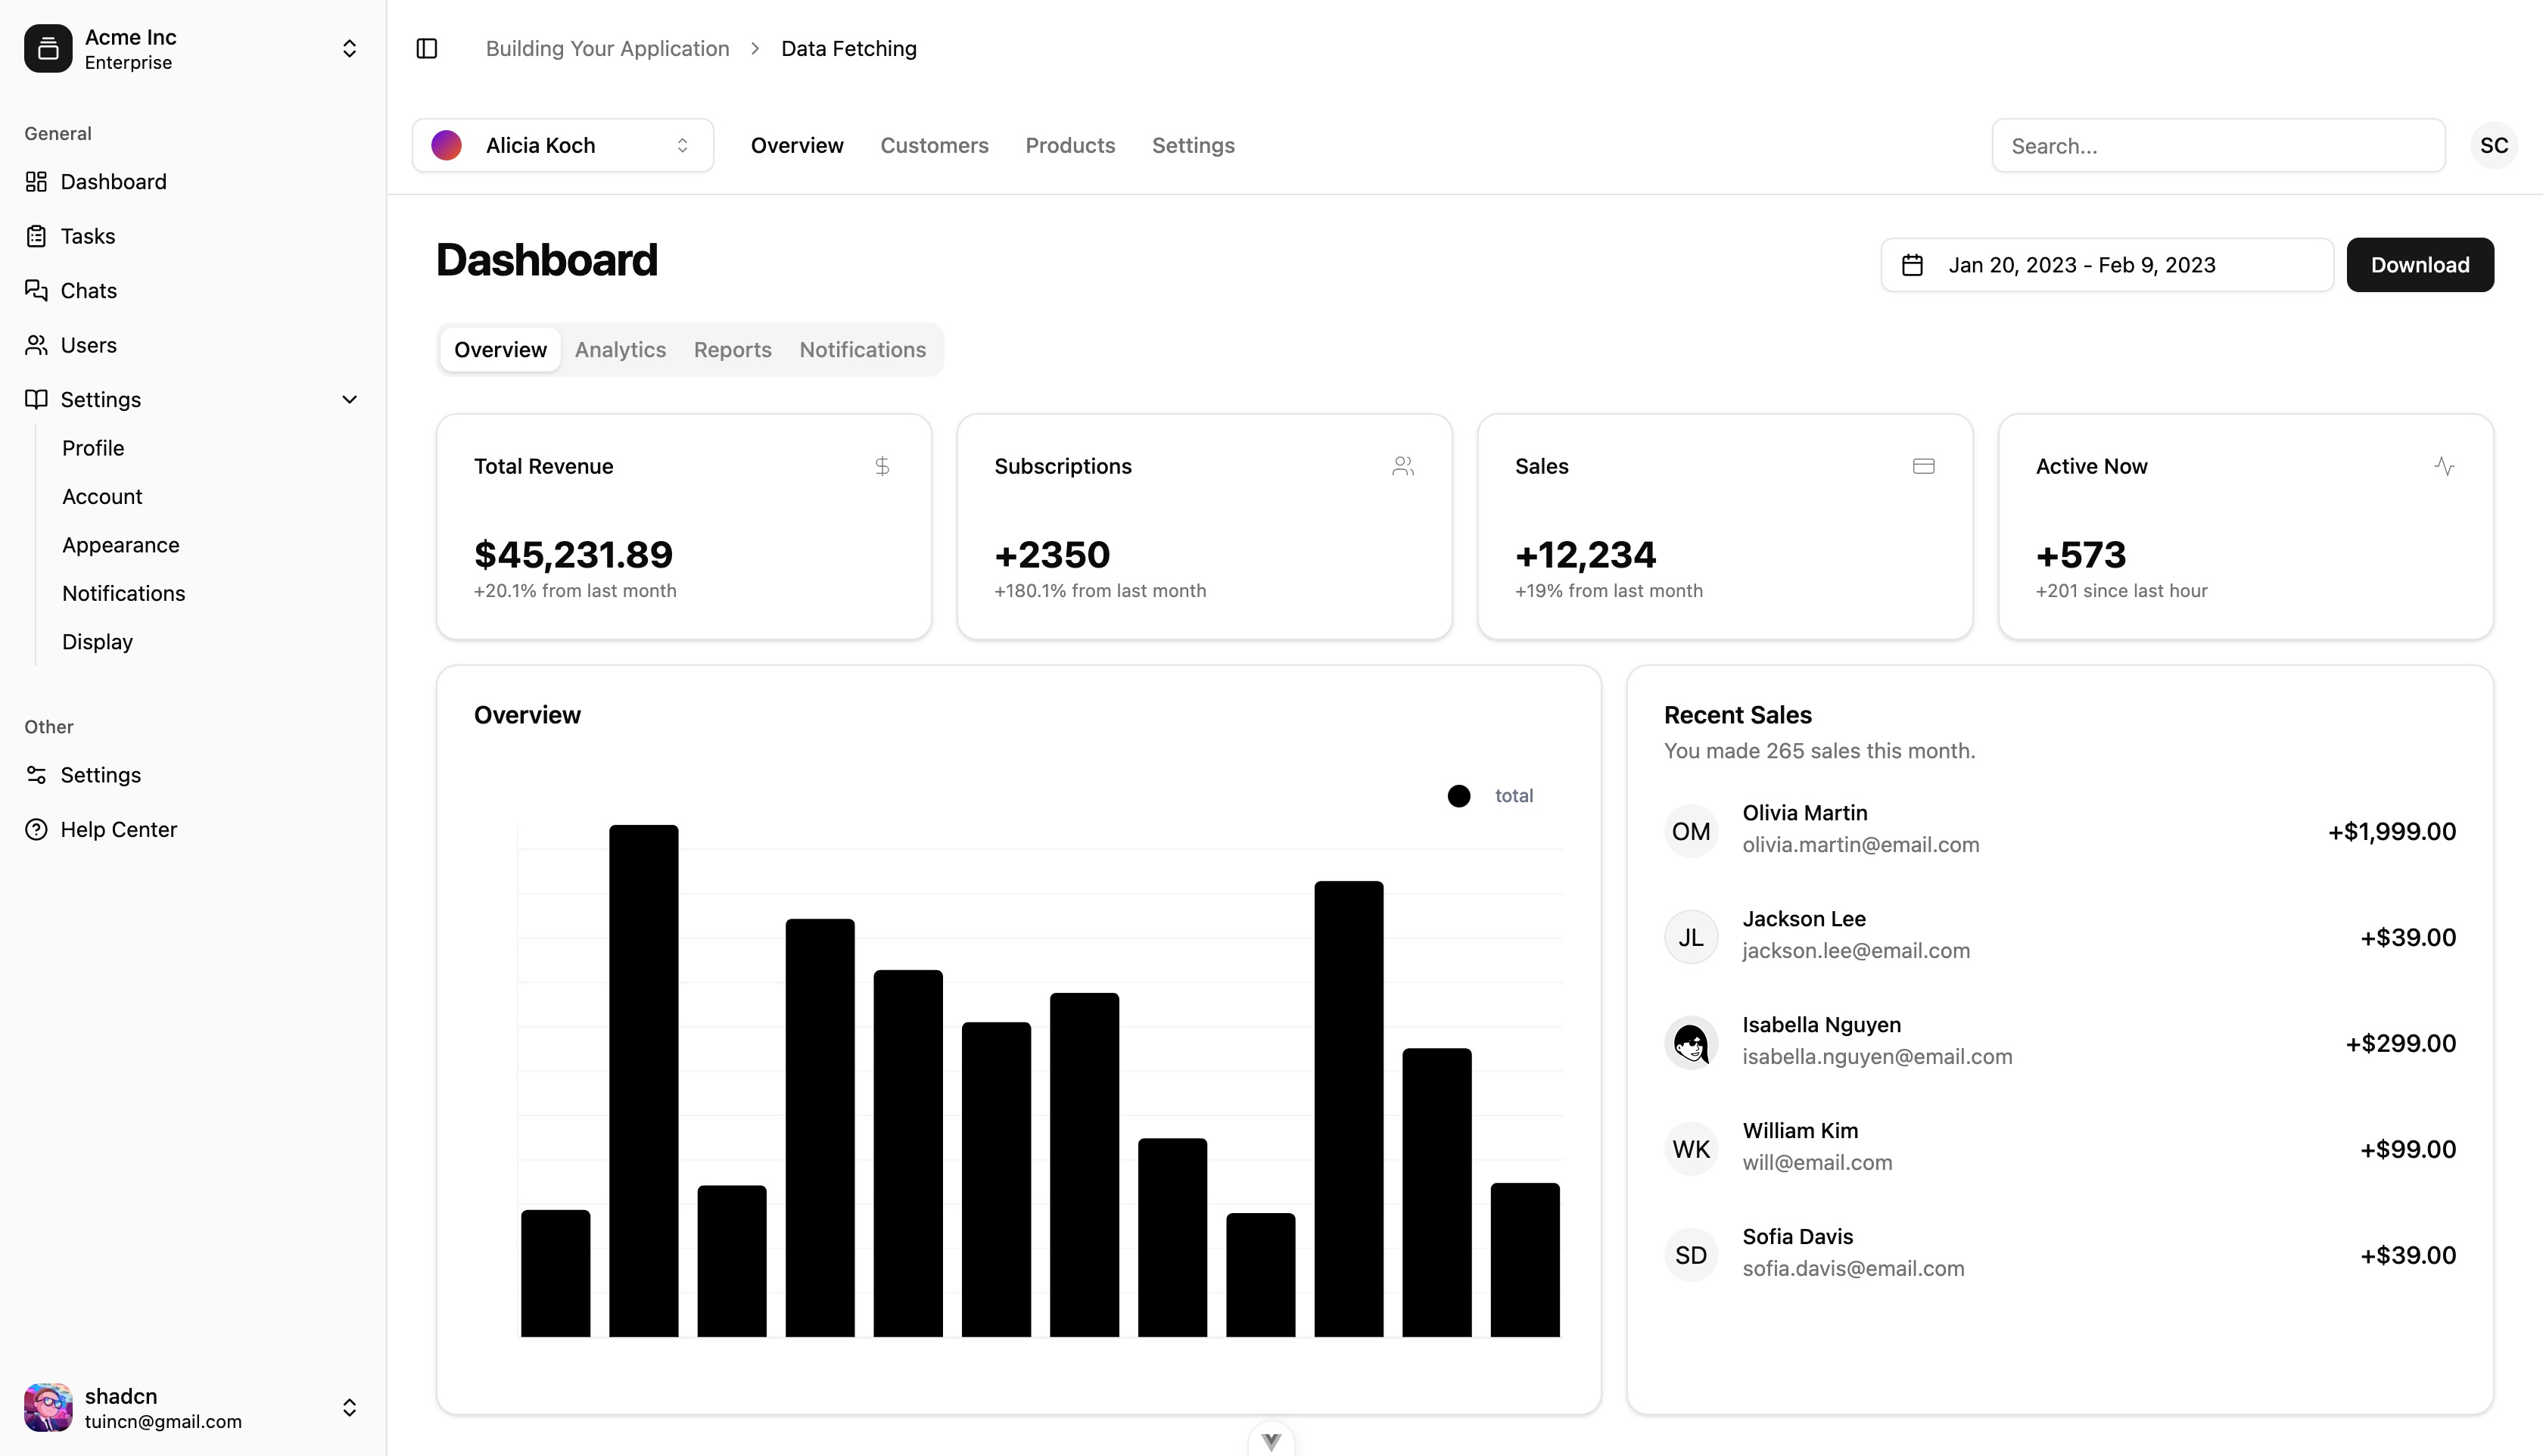 Acme Inc
Enterprise
General
Dashboard
Tasks
Chats
Users
Settings
Profile
Account
Appearance
Notifications
Display
Other
Settings
Help Center
shadcn
tuincn@gmail.com
Building Your Application > Data Fetching
Alicia Koch
Overview Customers Products Settings
Search...
SC
Dashboard
Jan 20, 2023 - Feb 9, 2023
Download
Overview Analytics Reports Notifications
Total Revenue
$45,231.89
+20.1% from last month
Subscriptions
+2350
+180.1% from last month
Sales
+12,234
+19% from last month
Active Now
+573
+201 since last hour
Overview
total
Recent Sales
You made 265 sales this month.
OM
Olivia Martin
olivia.martin@email.com
+$1,999.00
JL
Jackson Lee
jackson.lee@email.com
+$39.00
Isabella Nguyen
isabella.nguyen@email.com
+$299.00
WK
William Kim
will@email.com
+$99.00
SD
Sofia Davis
sofia.davis@email.com
+$39.00